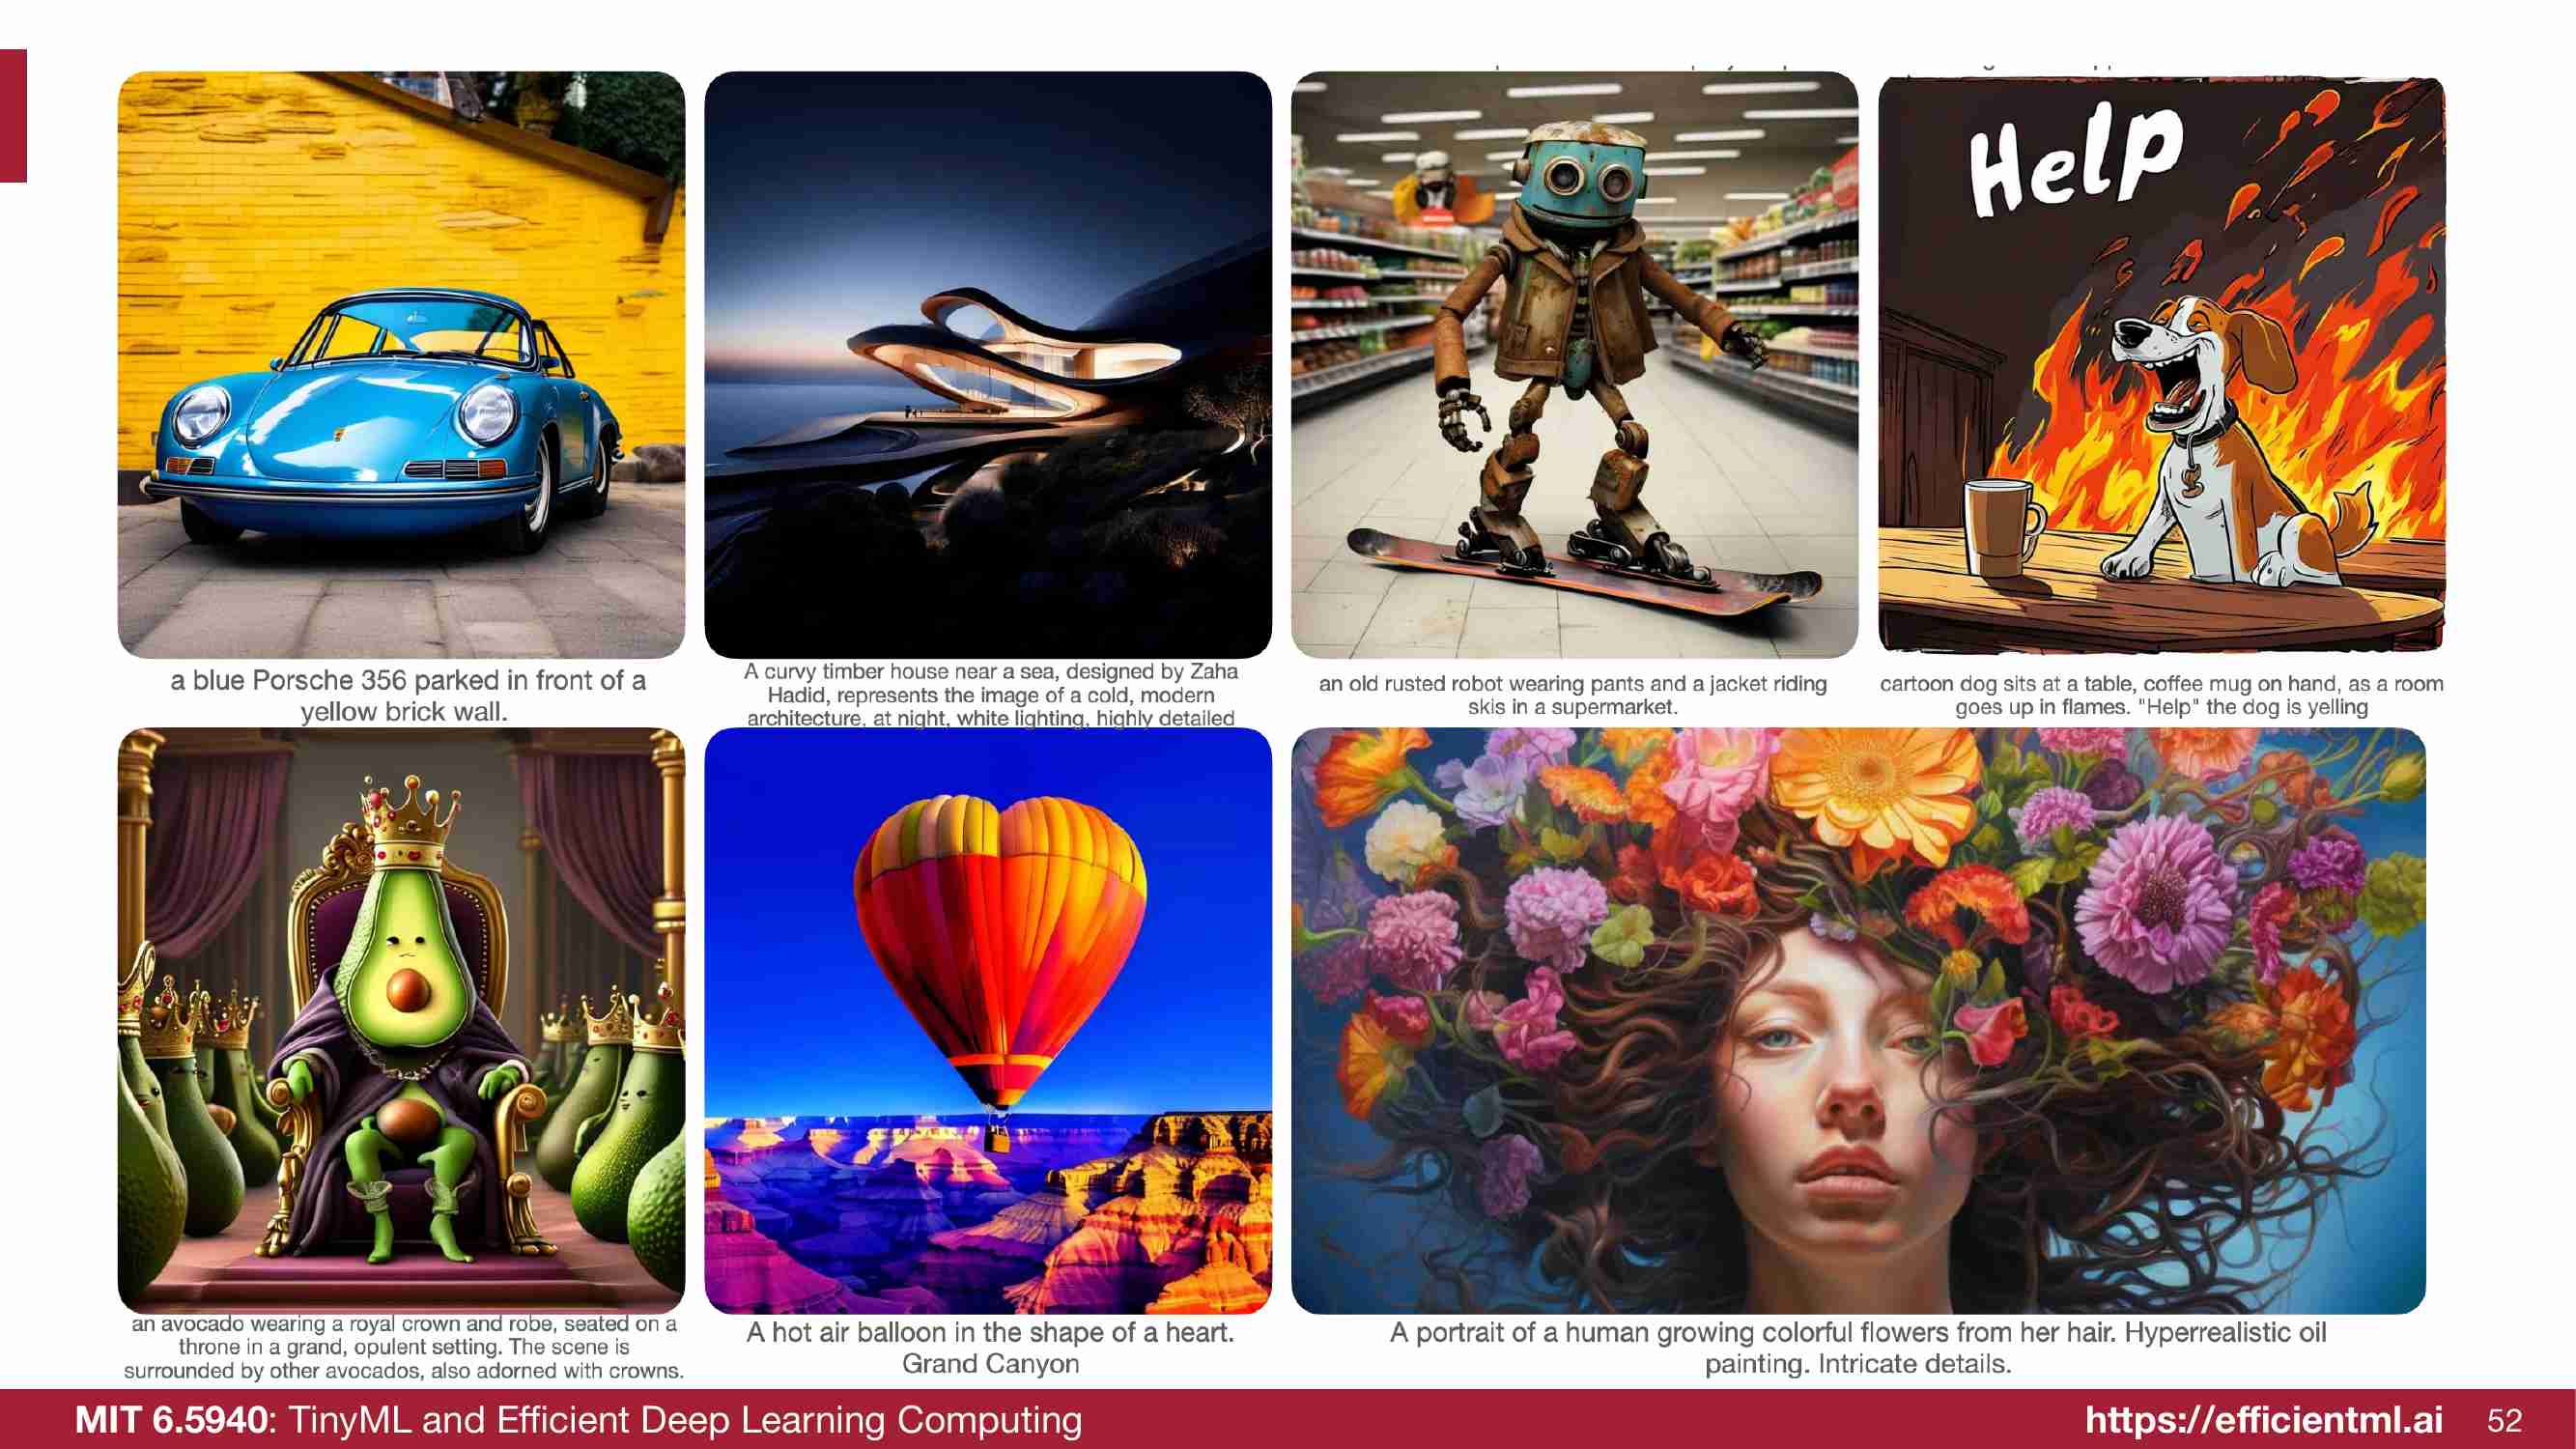 Help
a blue Porsche 356 parked in front of a
yellow brick wall.
A curvy timber house near a sea, designed by Zaha
Hadid, represents the image of a cold, modern
architecture, at night, white lighting, highly detailed
an old rusted robot wearing pants and a jacket riding
skis in a supermarket.
cartoon dog sits at a table, coffee mug on hand, as a room
goes up in flames. "Help" the dog is yelling
an avocado wearing a royal crown and robe, seated on a
throne in a grand, opulent setting. The scene is
surrounded by other avocados, also adorned with crowns.
A hot air balloon in the shape of a heart.
Grand Canyon
A portrait of a human growing colorful flowers from her hair. Hyperrealistic oil
painting. Intricate details.
MIT 6.5940: TinyML and Efficient Deep Learning Computing
https://efficientml.ai
52